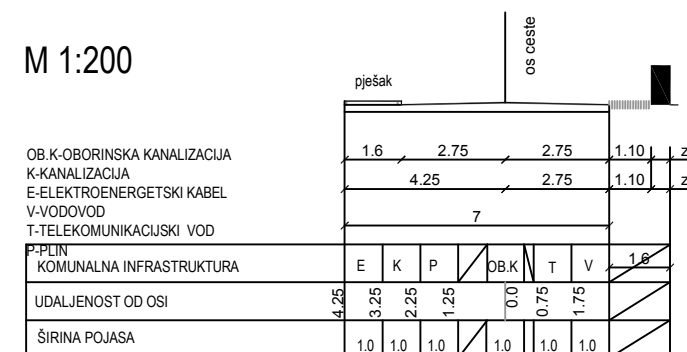 M 1:200
os ceste
pješak
OB.K-OBORINSKA KANALIZACIJA
K-KANALIZACIJA
E-ELEKTROENERGETSKI KABEL
V-VODOVOD
T-TELEKOMUNIKACIJSKI VOD
P-PLIN
1.6 2.75 2.75 1.10 z
4.25 2.75 1.10 z
7
KOMUNALNA INFRASTRUKTURA E K P OB.K T V 1.6
UDALJENOST OD OSI 4.25 3.25 2.25 1.25 0.0 0.75 1.75
ŠIRINA POJASA 1.0 1.0 1.0 1.0 1.0 1.0